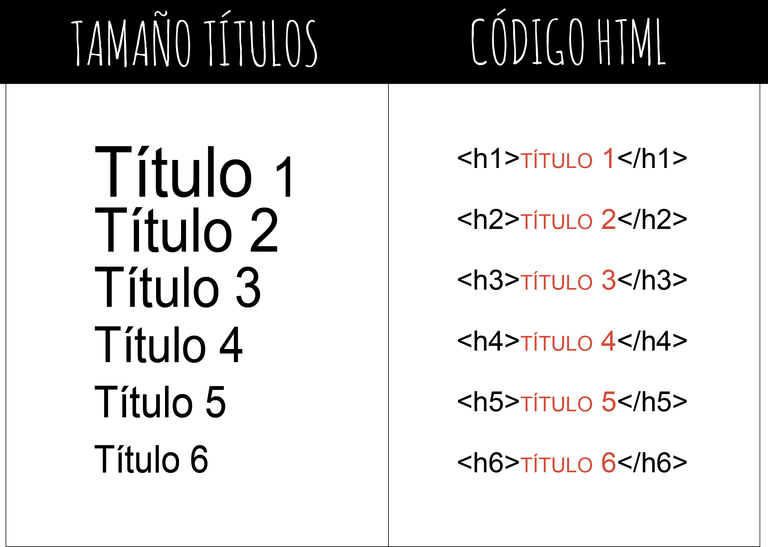 TAMAÑO TÍTULOS
CÓDIGO HTML
Título 1
Título 2
Título 3
Título 4
Título 5
Título 6
<h1>TÍTULO 1</h1>
<h2>TÍTULO 2</h2>
<h3>TÍTULO 3</h3>
<h4>TÍTULO 4</h4>
<h5>TÍTULO 5</h5>
<h6>TÍTULO 6</h6>